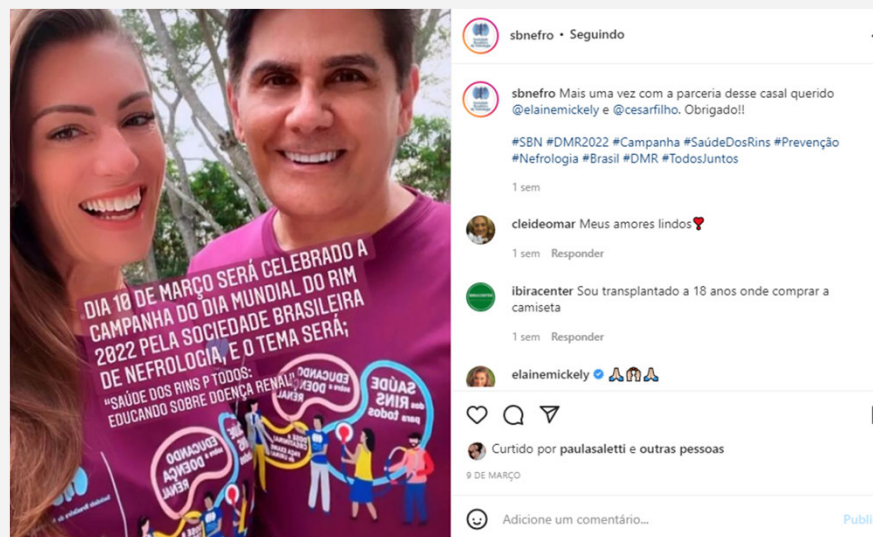 sbnefro • Seguindo
sbnefro Mais uma vez com a parceria desse casal querido
@elainemickely e @cesarfilho. Obrigado!!
#SBN #DMR2022 #Campanha #SaúdeDosRins #Prevenção
#Nefrologia #Brasil #DMR #TodosJuntos
1 sem
cleideomar Meus amores lindos❣
1 sem Responder
ibiracenter Sou transplantado a 18 anos onde comprar a
camiseta
1 sem Responder
elainemickely 🙏🙌🙏
Curtido por paulasaletti e outras pessoas
9 DE MARÇO
Adicione um comentário...
Publi
DIA 10 DE MARÇO SERÁ CELEBRADO A
CAMPANHA DO DIA MUNDIAL DO RIM
2022 PELA SOCIEDADE BRASILEIRA
DE NEFROLOGIA, E O TEMA SERÁ;
"SAÚDE DOS RINS P TODOS:
EDUCANDO SOBRE DOENÇA RENAL"
EDUCANDO
sobre a
DOENÇA
RENAL
SAÚDE
dos RINS
para todos
EDUCANDO
sobre a
DOENÇA
RENAL